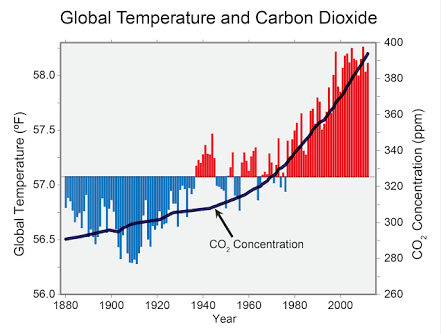 Global Temperature and Carbon Dioxide
Global Temperature (ºF)
58.0
57.5
57.0
56.5
56.0
400
380
360
340
320
300
280
260
CO₂ Concentration (ppm)
CO₂ Concentration
1880 1900 1920 1940 1960 1980 2000
Year